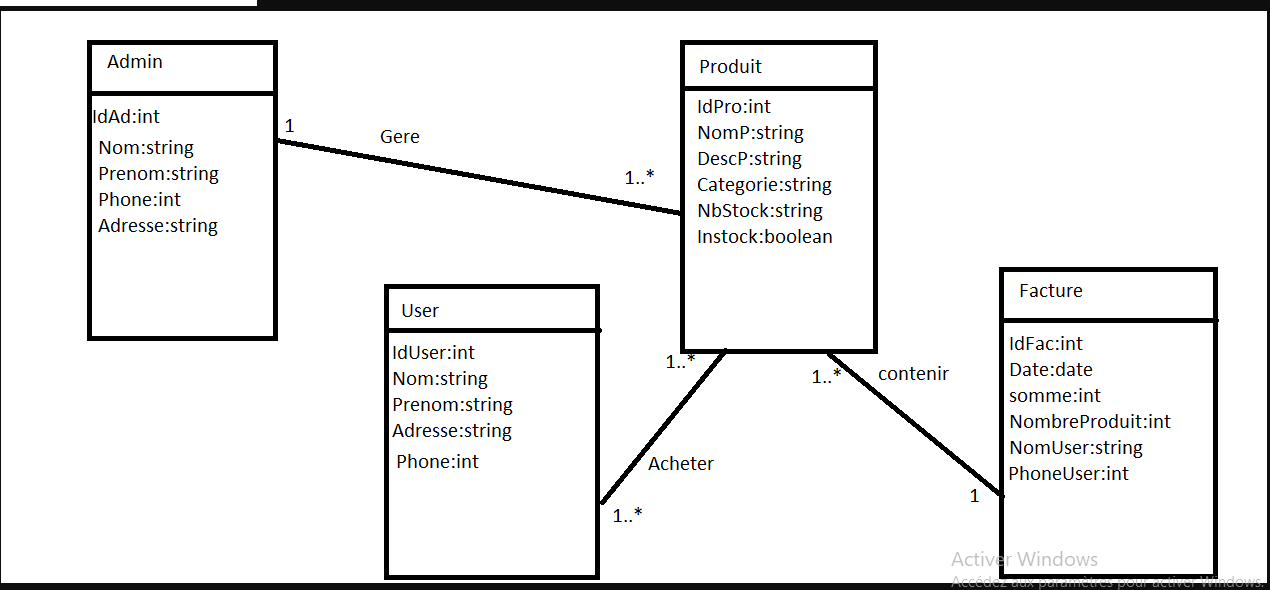 Admin
IdAd:int
Nom:string
Prenom:string
Phone:int
Adresse:string
1
Gere
1..*
Produit
IdPro:int
NomP:string
DescP:string
Categorie:string
NbStock:string
Instock:boolean
User
IdUser:int
Nom:string
Prenom:string
Adresse:string
Phone:int
1..*
Acheter
1..*
1..*
contenir
1
Facture
IdFac:int
Date:date
somme:int
NombreProduit:int
NomUser:string
PhoneUser:int
Activer Windows
Accédez aux paramètres pour activer Windows.